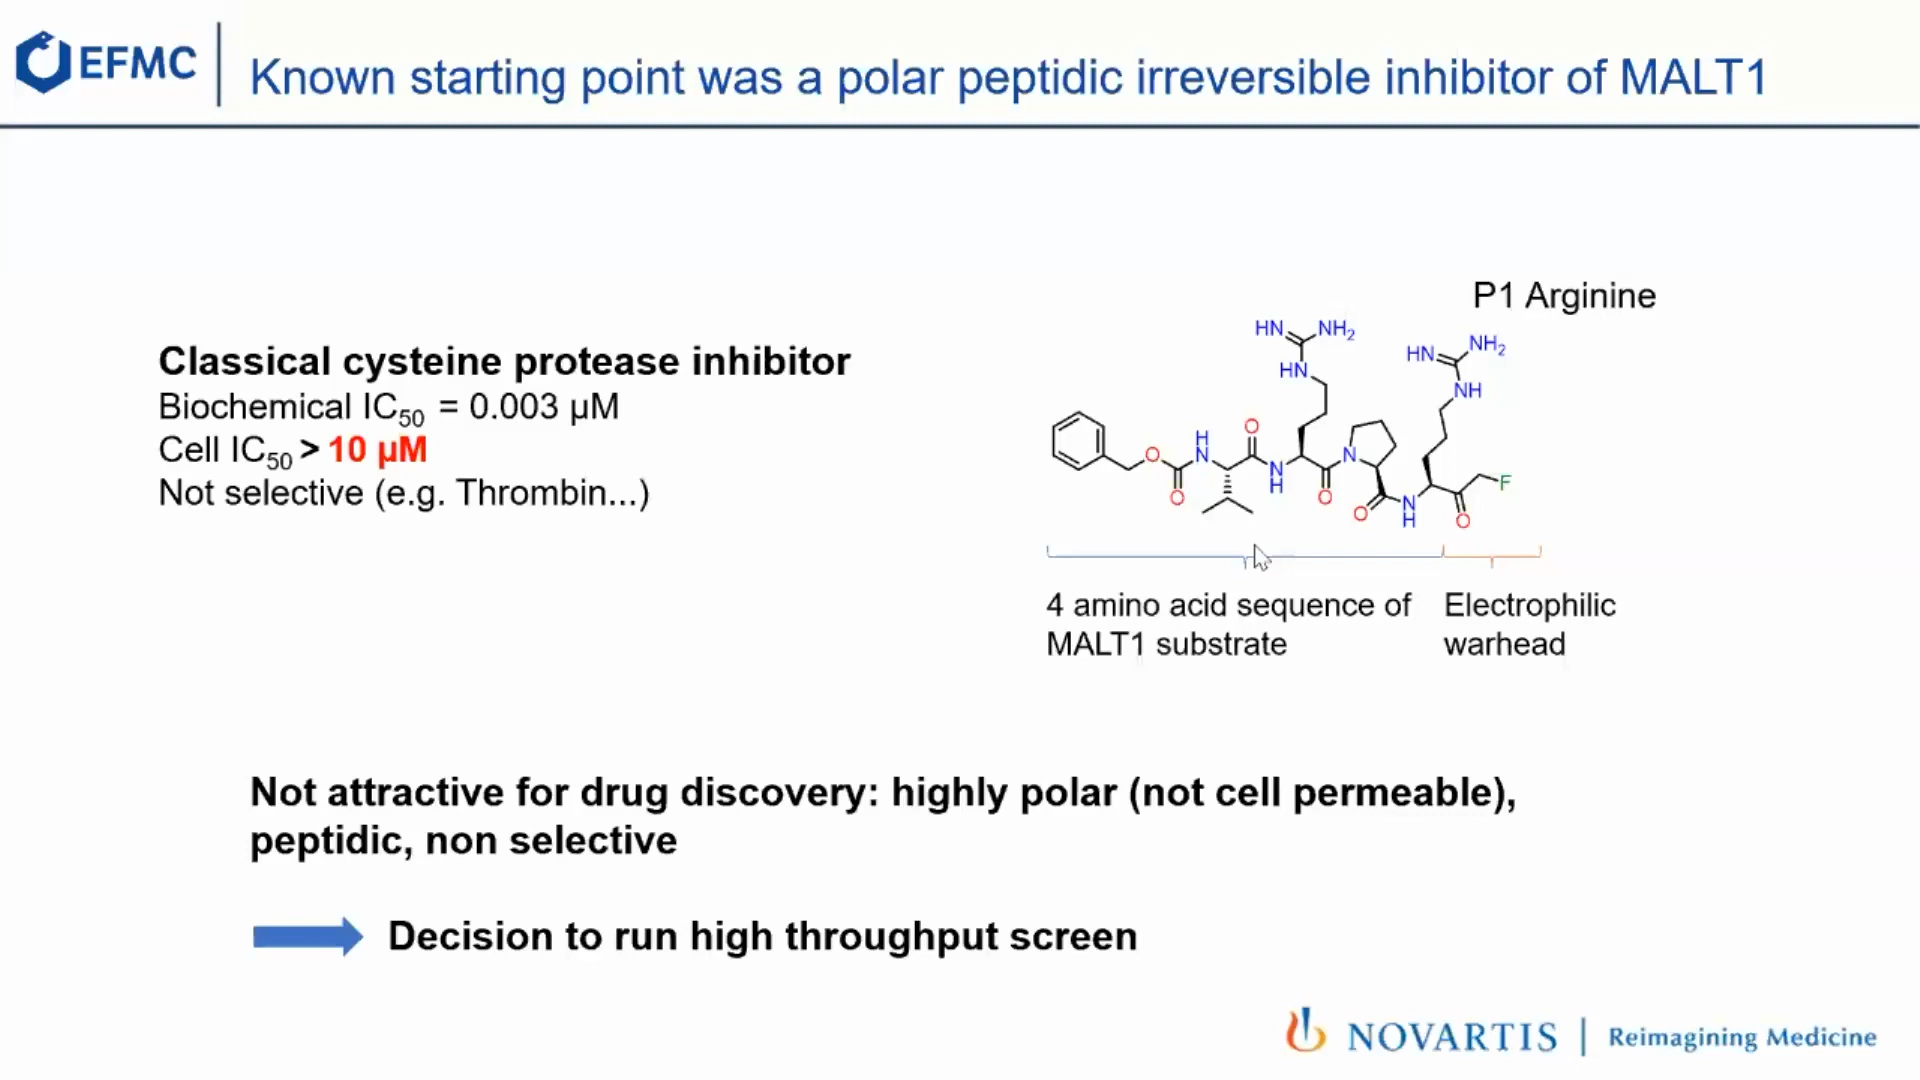 EFMC
Known starting point was a polar peptidic irreversible inhibitor of MALT1
Classical cysteine protease inhibitor
Biochemical IC50 = 0.003 µM
Cell IC50 > 10 µM
Not selective (e.g. Thrombin...)
P1 Arginine
HN NH2
HN
HN NH2
NH
O
H
N
O
O
N
H
N
O
O
N
H
O
F
O
4 amino acid sequence of
MALT1 substrate
Electrophilic
warhead
Not attractive for drug discovery: highly polar (not cell permeable),
peptidic, non selective
Decision to run high throughput screen
NOVARTIS | Reimagining Medicine